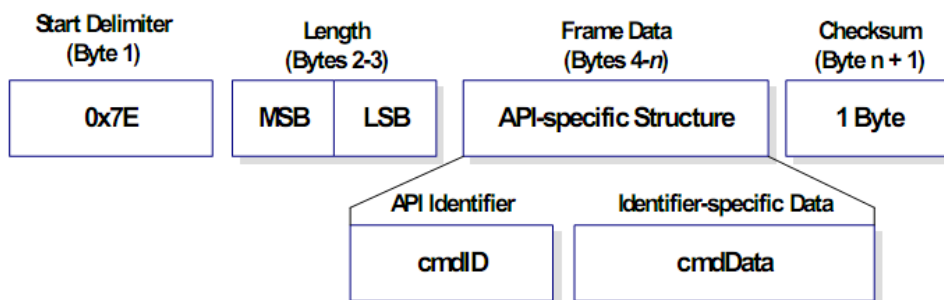 Start Delimiter
(Byte 1)
Length
(Bytes 2-3)
Frame Data
(Bytes 4-n)
Checksum
(Byte n + 1)
0x7E
MSB
LSB
API-specific Structure
1 Byte
API Identifier
Identifier-specific Data
cmdID
cmdData